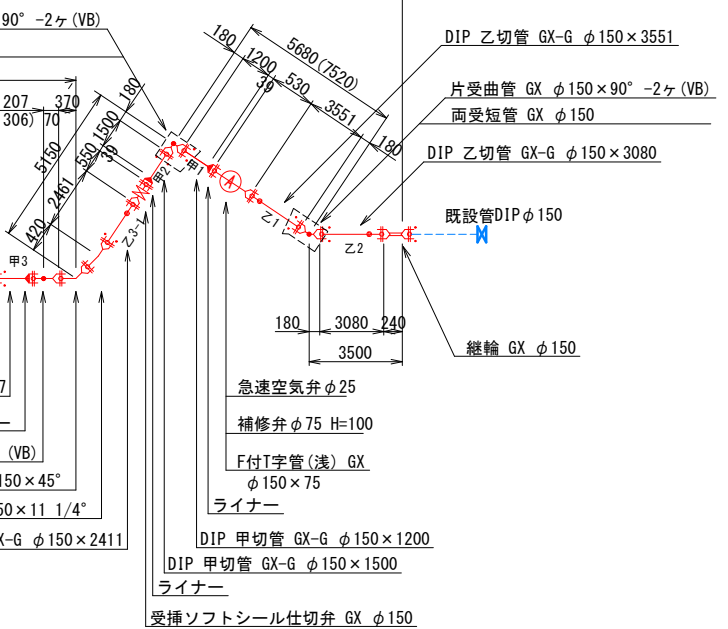 90° -2ヶ(VB)
180
1200
39
5680(7520)
530
3551
180
DIP 乙切管 GX-G φ150×3551
片受曲管 GX φ150×90° -2ヶ(VB)
両受短管 GX φ150
DIP 乙切管 GX-G φ150×3080
既設管DIPφ150
207
370
306)
70
5150
180
1500
550
39
2461
420
甲3
乙3-1
甲2
甲1
A
乙1
乙2
180
3080
240
3500
継輪 GX φ150
急速空気弁φ25
補修弁φ75 H=100
F付T字管(浅) GX
φ150×75
ライナー
DIP 甲切管 GX-G φ150×1200
DIP 甲切管 GX-G φ150×1500
ライナー
受挿ソフトシール仕切弁 GX φ150
7
(VB)
150×45°
50×11 1/4°
X-G φ150×2411